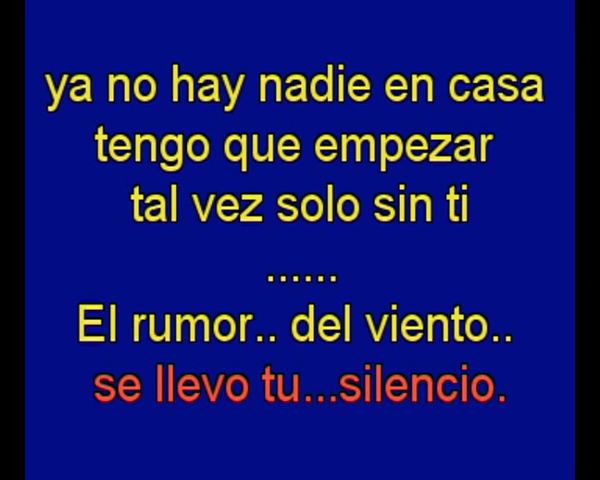 ya no hay nadie en casa
tengo que empezar
tal vez solo sin ti
......
El rumor.. del viento..
se llevo tu...silencio.